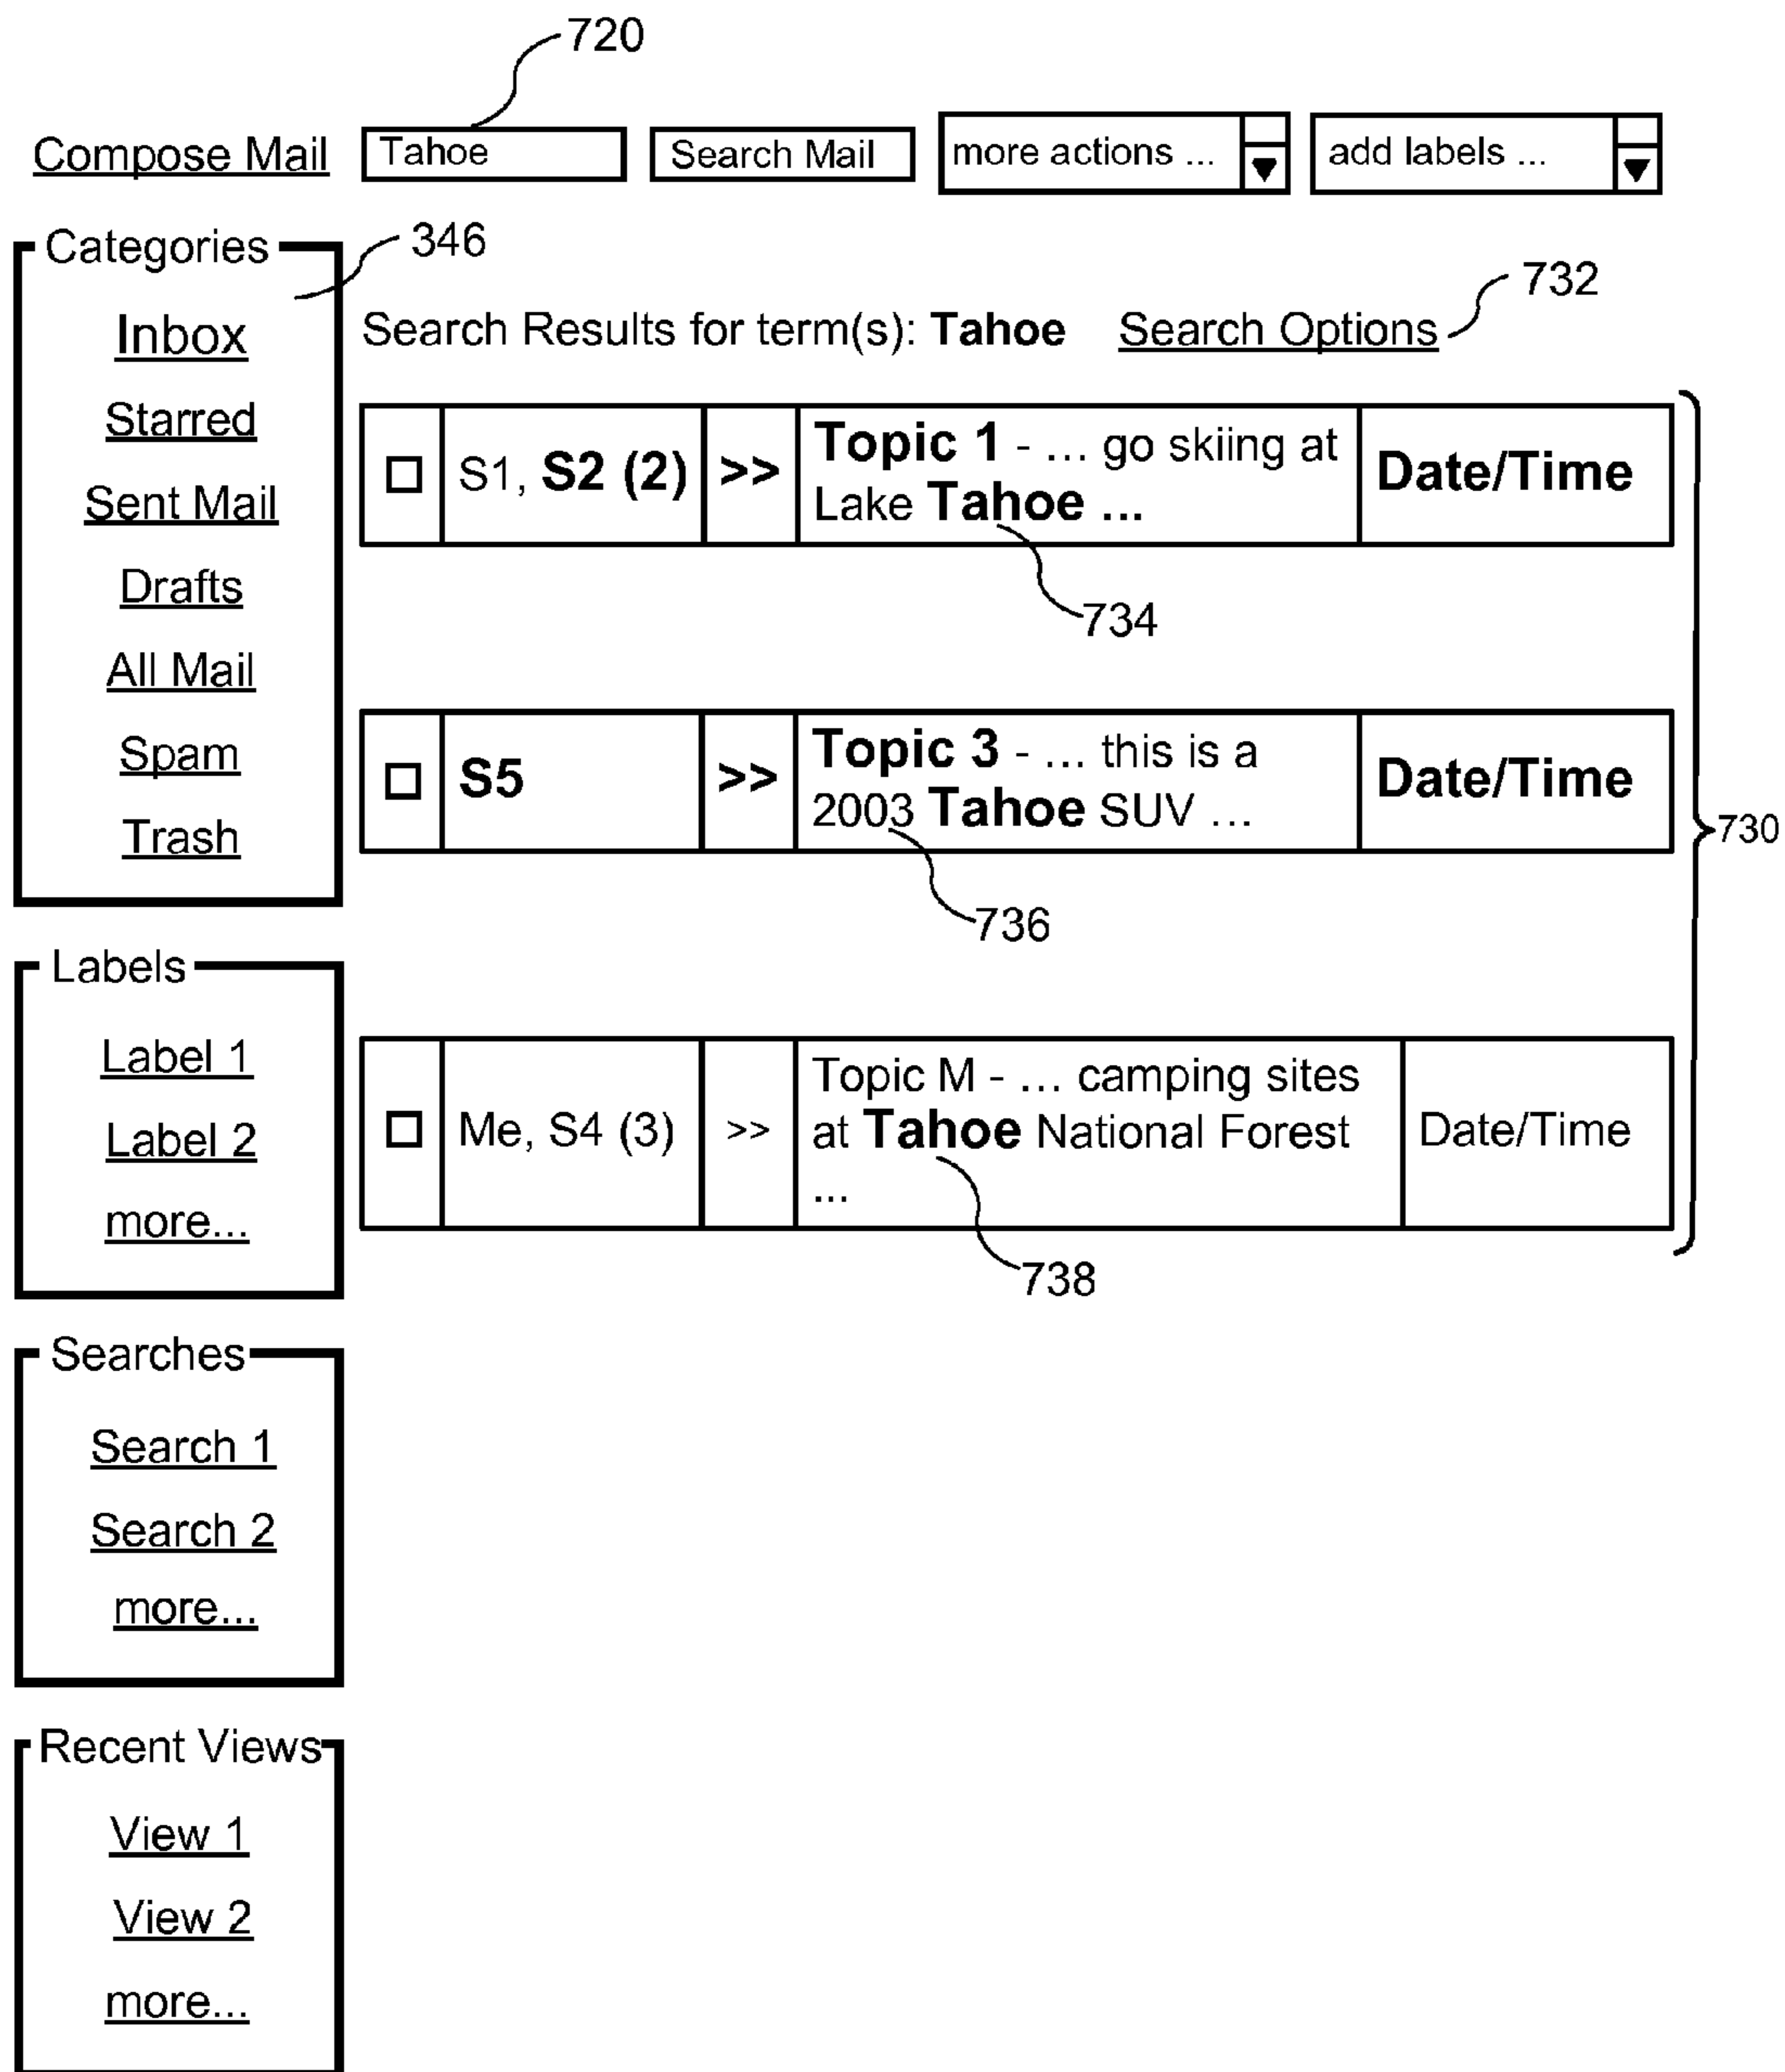 720
Compose Mail Tahoe Search Mail more actions ... add labels ...
Categories
346
Inbox
Starred
Sent Mail
Drafts
All Mail
Spam
Trash
732
Search Results for term(s): Tahoe Search Options
S1, S2 (2) >> Topic 1 - ... go skiing at Date/Time
Lake Tahoe ...
734
S5 >> Topic 3 - ... this is a Date/Time
2003 Tahoe SUV ...
736
730
Labels
Label 1
Label 2
more...
Me, S4 (3) >> Topic M - ... camping sites Date/Time
at Tahoe National Forest
...
738
Searches
Search 1
Search 2
more...
Recent Views
View 1
View 2
more...